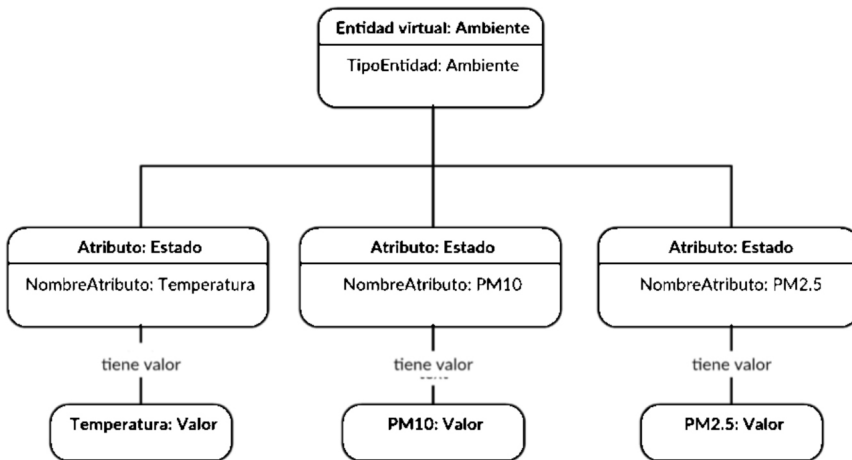 Entidad virtual: Ambiente
TipoEntidad: Ambiente
Atributo: Estado
NombreAtributo: Temperatura
Atributo: Estado
NombreAtributo: PM10
Atributo: Estado
NombreAtributo: PM2.5
tiene valor
tiene valor
tiene valor
Temperatura: Valor
PM10: Valor
PM2.5: Valor